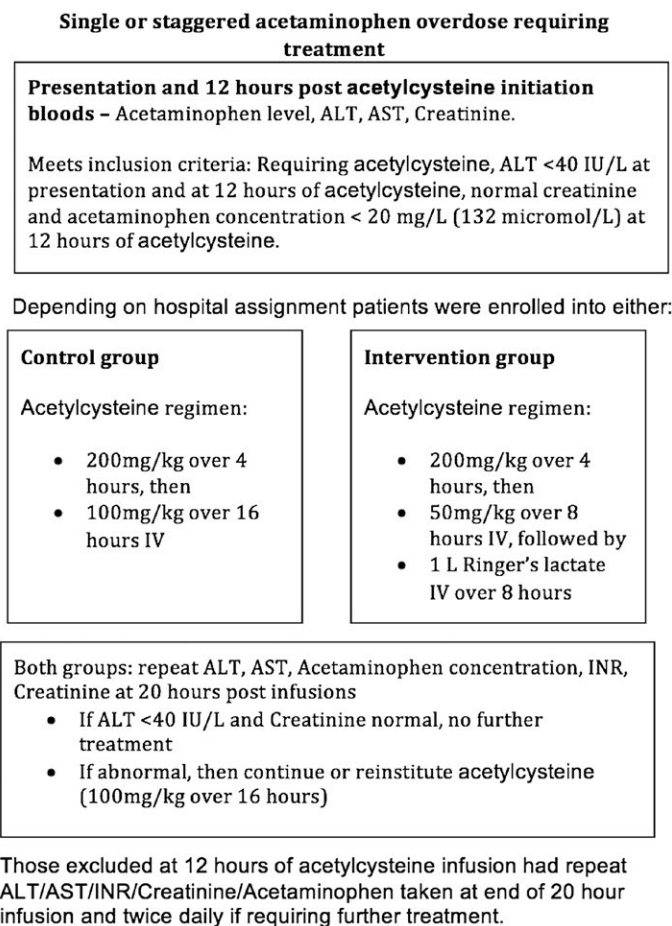 Single or staggered acetaminophen overdose requiring
treatment
Presentation and 12 hours post acetylcysteine initiation
bloods – Acetaminophen level, ALT, AST, Creatinine.
Meets inclusion criteria: Requiring acetylcysteine, ALT <40 IU/L at
presentation and at 12 hours of acetylcysteine, normal creatinine
and acetaminophen concentration < 20 mg/L (132 micromol/L) at
12 hours of acetylcysteine.
Depending on hospital assignment patients were enrolled into either:
Control group
Acetylcysteine regimen:
• 200mg/kg over 4
hours, then
• 100mg/kg over 16
hours IV
Intervention group
Acetylcysteine regimen:
• 200mg/kg over 4
hours, then
• 50mg/kg over 8
hours IV, followed by
• 1 L Ringer's lactate
IV over 8 hours
Both groups: repeat ALT, AST, Acetaminophen concentration, INR,
Creatinine at 20 hours post infusions
• If ALT <40 IU/L and Creatinine normal, no further
treatment
• If abnormal, then continue or reinstitute acetylcysteine
(100mg/kg over 16 hours)
Those excluded at 12 hours of acetylcysteine infusion had repeat
ALT/AST/INR/Creatinine/Acetaminophen taken at end of 20 hour
infusion and twice daily if requiring further treatment.